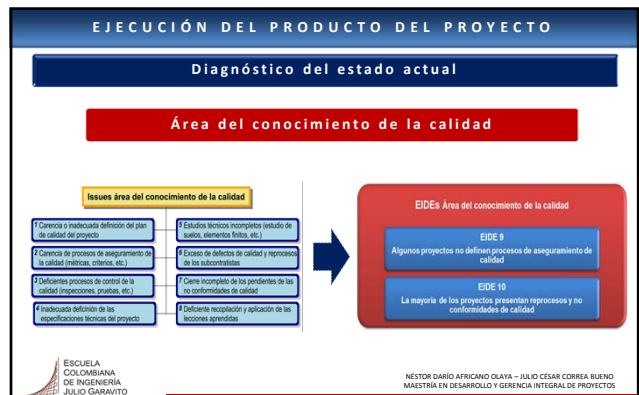 EJECUCIÓN DEL PRODUCTO DEL PROYECTO
Diagnóstico del estado actual
Área del conocimiento de la calidad
Issues área del conocimiento de la calidad
1 Carencia o inadecuada definición del plan
de calidad del proyecto
2 Carencia de procesos de aseguramiento de
la calidad (métricas, criterios, etc.)
3 Deficientes procesos de control de la
calidad (inspecciones, pruebas, etc.)
4 Inadecuada definición de las
especificaciones técnicas del proyecto
5 Estudios técnicos incompletos (estudio de
suelos, elementos finitos, etc.)
6 Exceso de defectos de calidad y reprocesos
de los subcontratistas
7 Cierre incompleto de los pendientes de las
no conformidades de calidad
8 Deficiente recopilación y aplicación de las
lecciones aprendidas
EIDEs Área del conocimiento de la calidad
EIDE 9
Algunos proyectos no definen procesos de aseguramiento de
calidad
EIDE 10
La mayoría de los proyectos presentan reprocesos y no
conformidades de calidad
ESCUELA
COLOMBIANA
DE INGENIERÍA
JULIO GARAVITO
NÉSTOR DARÍO AFRICANO OLAYA – JULIO CÉSAR CORREA BUENO
MAESTRÍA EN DESARROLLO Y GERENCIA INTEGRAL DE PROYECTOS